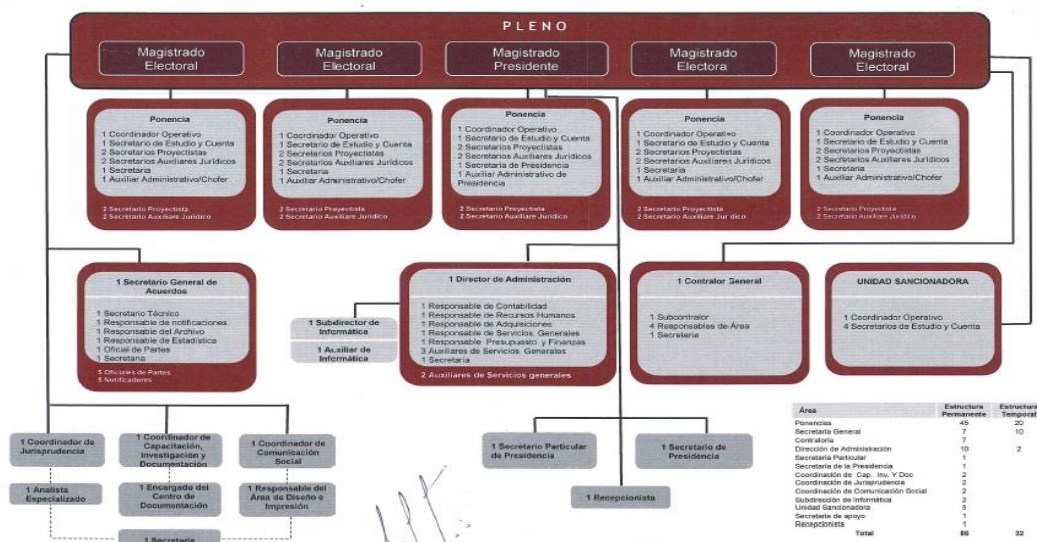 PLENO
Magistrado
Electoral
Magistrado
Electoral
Magistrado
Presidente
Magistrado
Electora
Magistrado
Electoral
Ponencia
1 Coordinador Operativo
1 Secretario de Estudio y Cuenta
2 Secretarios Proyectistas
2 Secretarios Auxiliares Jurídicos
1 Secretaria
1 Auxiliar Administrativo/Chofer
2 Secretario Proyectista
2 Secretario Auxiliare Jurídico
Ponencia
1 Coordinador Operativo
1 Secretario de Estudio y Cuenta
2 Secretarios Proyectistas
2 Secretarios Auxiliares Jurídicos
1 Secretaria
1 Auxiliar Administrativo/Chofer
2 Secretario Proyectista
2 Secretario Auxiliare Jurídico
Ponencia
1 Coordinador Operativo
1 Secretario de Estudio y Cuenta
2 Secretarios Proyectistas
2 Secretarios Auxiliares Jurídicos
1 Secretaria de Presidencia
1 Auxiliar Administrativo de
Presidencia
2 Secretario Proyectista
2 Secretario Auxiliare Jurídico
Ponencia
1 Coordinador Operativo
1 Secretario de Estudio y Cuenta
2 Secretarios Proyectistas
2 Secretarios Auxiliares Jurídicos
1 Secretaria
1 Auxiliar Administrativo/Chofer
2 Secretario Proyectista
2 Secretario Auxiliare Jurdico
Ponencia
1 Coordinador Operativo
1 Secretario de Estudio y Cuenta
2 Secretarios Proyectistas
2 Secretarios Auxiliares Jurídicos
1 Secretaria
1 Auxiliar Administrativo/Chofer
2 Secretario Proyectista
2 Secretario Auxiliare Jurídico
1 Secretario General de
Acuerdos
1 Secretario Técnico
1 Responsable de notificaciones
1 Responsable del Archivo
1 Responsable de Estadística
1 Oficial de Partes
1 Secretaria
5 Oficiales de Partes
5 Notificadores
1 Subdirector de
Informática
1 Auxiliar de
Informática
1 Director de Administración
1 Responsable de Contabilidad
1 Responsable de Recursos Humanos
1 Responsable de Adquisiciones
1 Responsable de Servicios. Generales
1 Responsable Presupuesto y Finanzas
3 Auxiliares de Servicios. Generales
1 Secretaria
2 Auxiliares de Servicios generales
1 Contralor General
1 Subcontralor
4 Responsables de Área
1 Secretaria
UNIDAD SANCIONADORA
1 Coordinador Operativo
4 Secretarios de Estudio y Cuenta
1 Coordinador de
Jurisprudencia
1 Coordinador de
Capacitación,
Investigación y
Documentación
1 Coordinador de
Comunicación
Social
1 Analista
Especializado
1 Encargado del
Centro de
Documentación
1 Responsable del
Área de Diseño e
Impresión
1 Secretaria
1 Secretario Particular
de Presidencia
1 Secretario de
Presidencia
1 Recepcionista
Área Estructura Permanente Estructura Temporal
Ponencias 45 20
Secretaría General 7 10
Contraloría 7
Dirección de Administración 10 2
Secretaría Particular 1
Secretaría de la Presidencia 1
Coordinación de Cap. Inv. Y Doc 2
Coordinación de Jurisprudencia 2
Coordinación de Comunicación Social 2
Subdirección de Informática 2
Unidad Sancionadora 5
Secretaria de apoyo 1
Recepcionista 1
Total 86 32